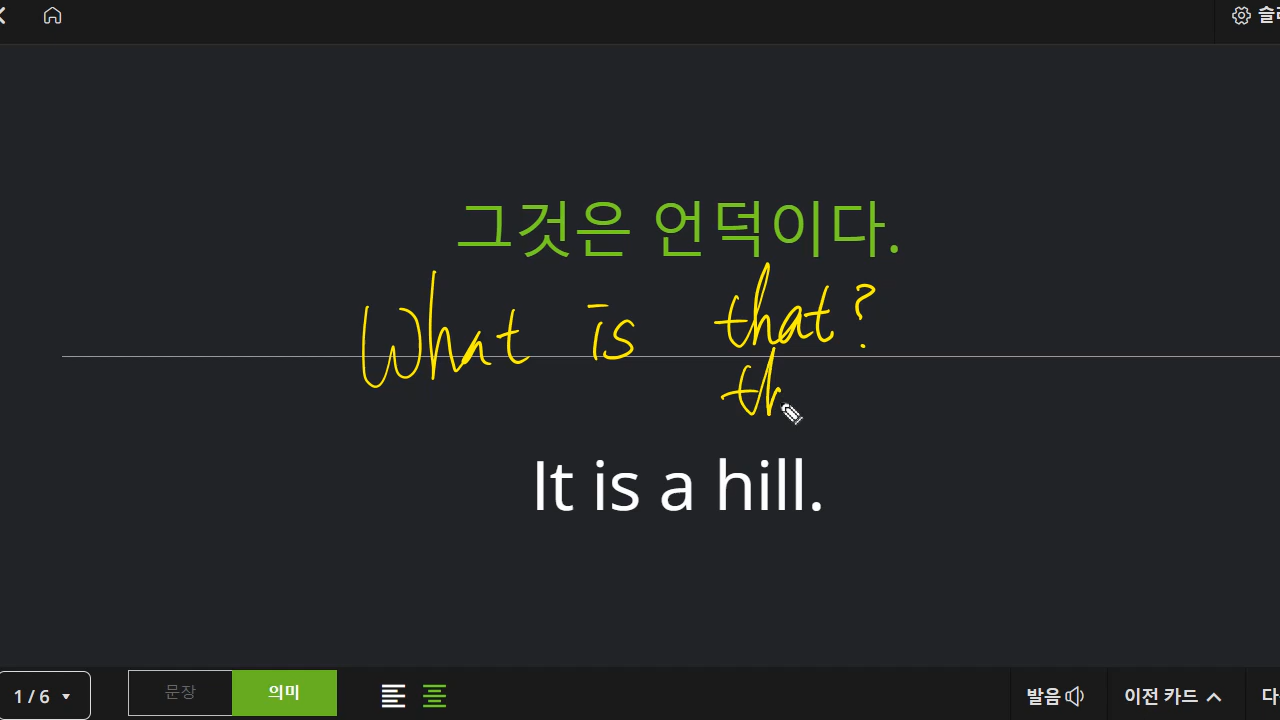 그것은 언덕이다.
What is that?
th
It is a hill.
1 / 6
문장
의미
발음
이전 카드